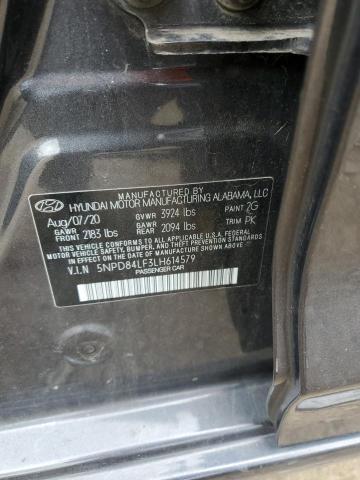 MANUFACTURED BY
HYUNDAI MOTOR MANUFACTURING ALABAMA, LLC
Aug/07/20 GVWR 3924 lbs PAINT 2G
GAWR FRONT 2183 lbs GAWR REAR 2094 lbs TRIM PK
THIS VEHICLE CONFORMS TO ALL APPLICABLE U.S.A FEDERAL
MOTOR VEHICLE SAFETY, BUMPER, AND THEFT PREVENTION
STANDARDS IN EFFECT ON THE DATE OF MANUFACTURE SHOWN ABOVE.
V.I.N 5NPD84LF3LH614579
PASSENGER CAR